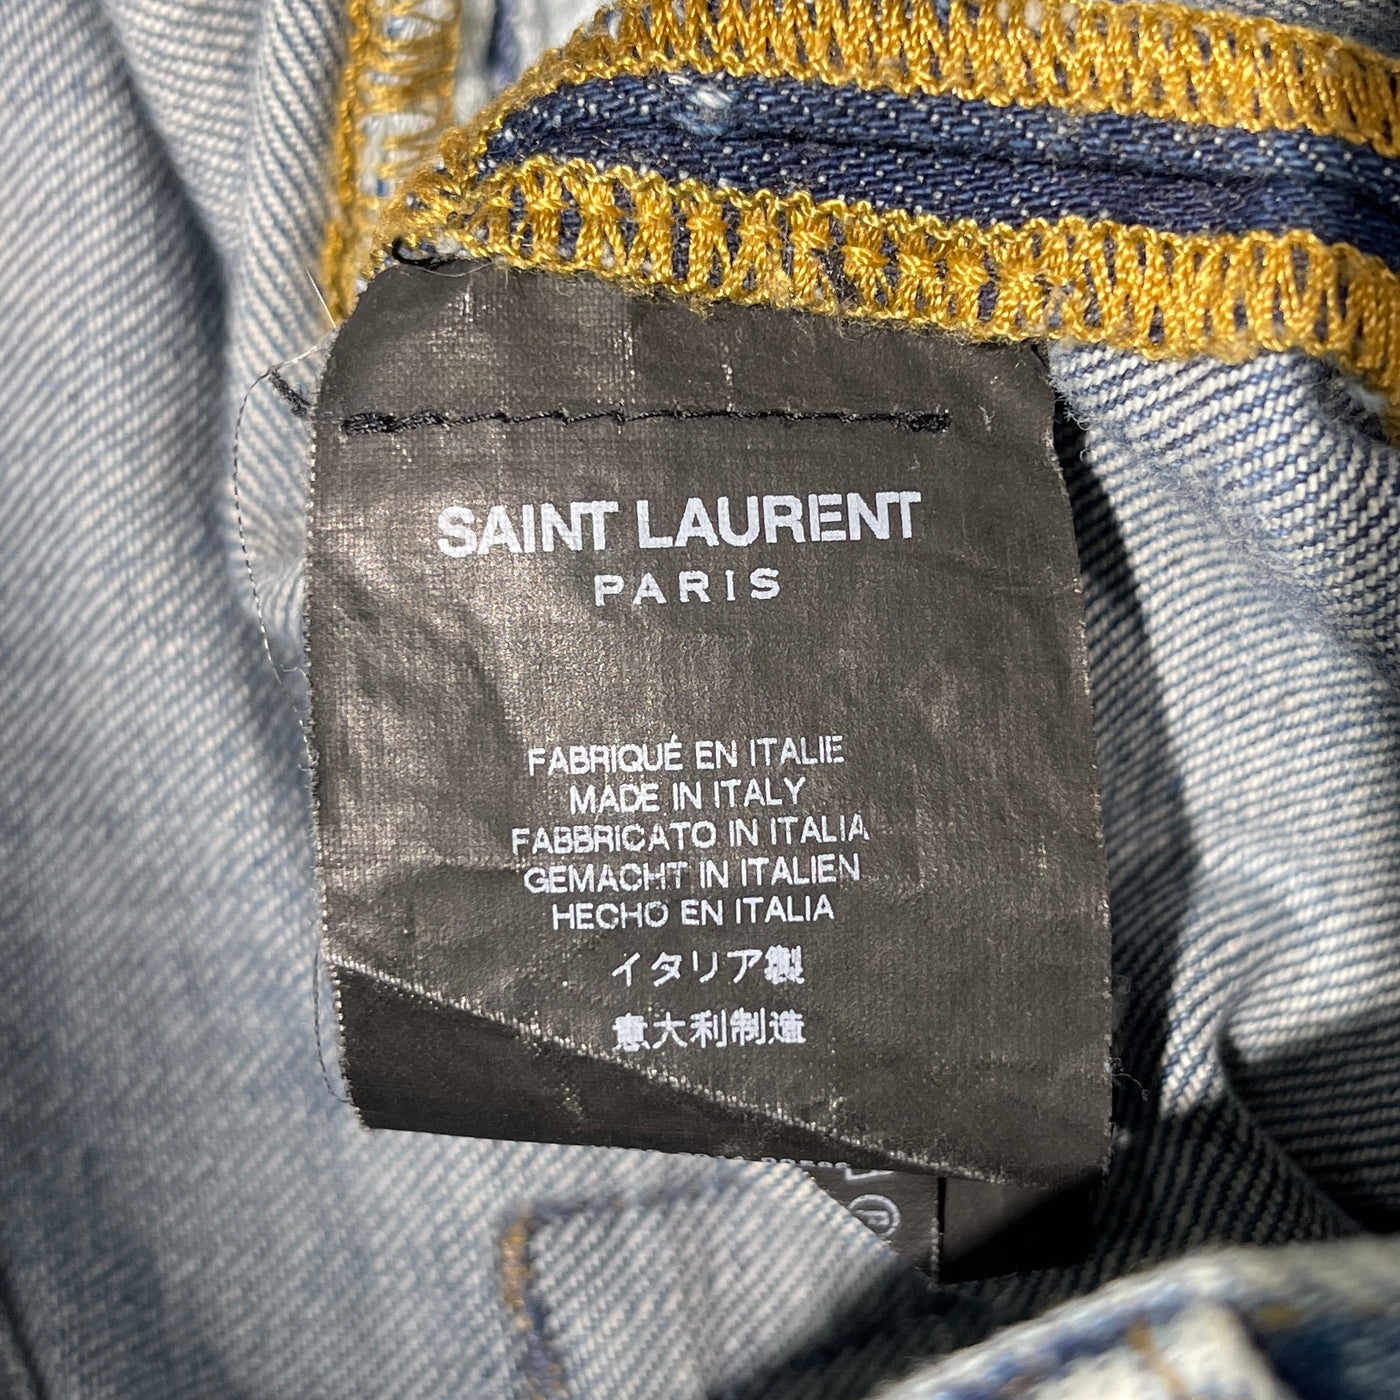 SAINT LAURENT
PARIS
FABRIQUÉ EN ITALIE
MADE IN ITALY
FABBRICATO IN ITALIA
GEMACHT IN ITALIEN
HECHO EN ITALIA
イタリア製
意大利制造